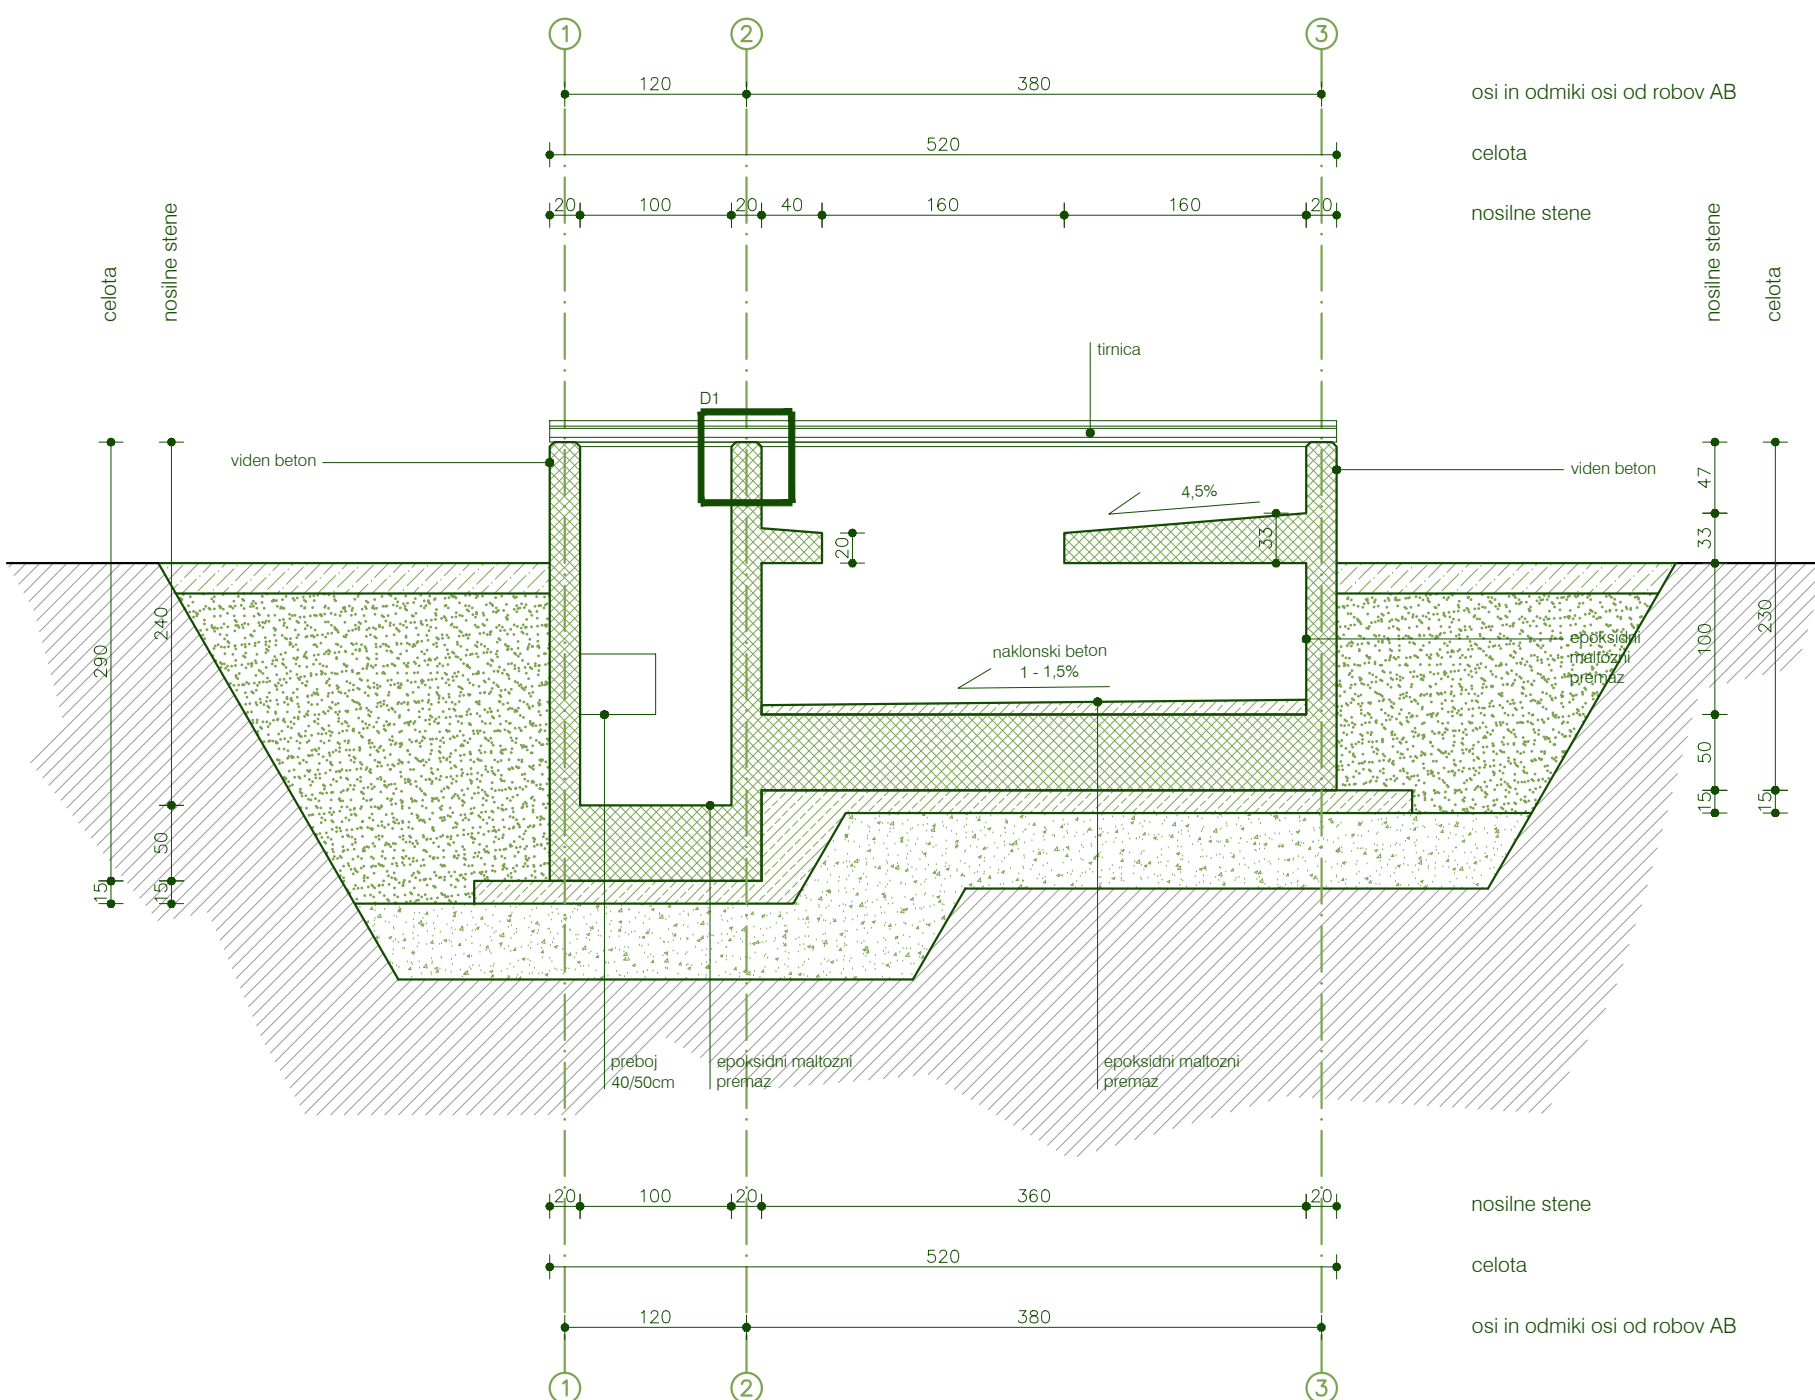 1 2 3
120 380 osi in odmiki osi od robov AB
520 celota
20 100 20 40 160 160 20 nosilne stene
celota
nosilne stene
nosilne stene
celota
tirnica
D1
viden beton
viden beton
4,5%
47
33
33
20
240
290
naklonski beton
1 - 1,5%
epoksidni
maltozni
premaz
100
230
50
15
15
50
15
15
preboj
40/50cm
epoksidni maltozni
premaz
epoksidni maltozni
premaz
20 100 20 360 20 nosilne stene
520 celota
120 380 osi in odmiki osi od robov AB
1 2 3